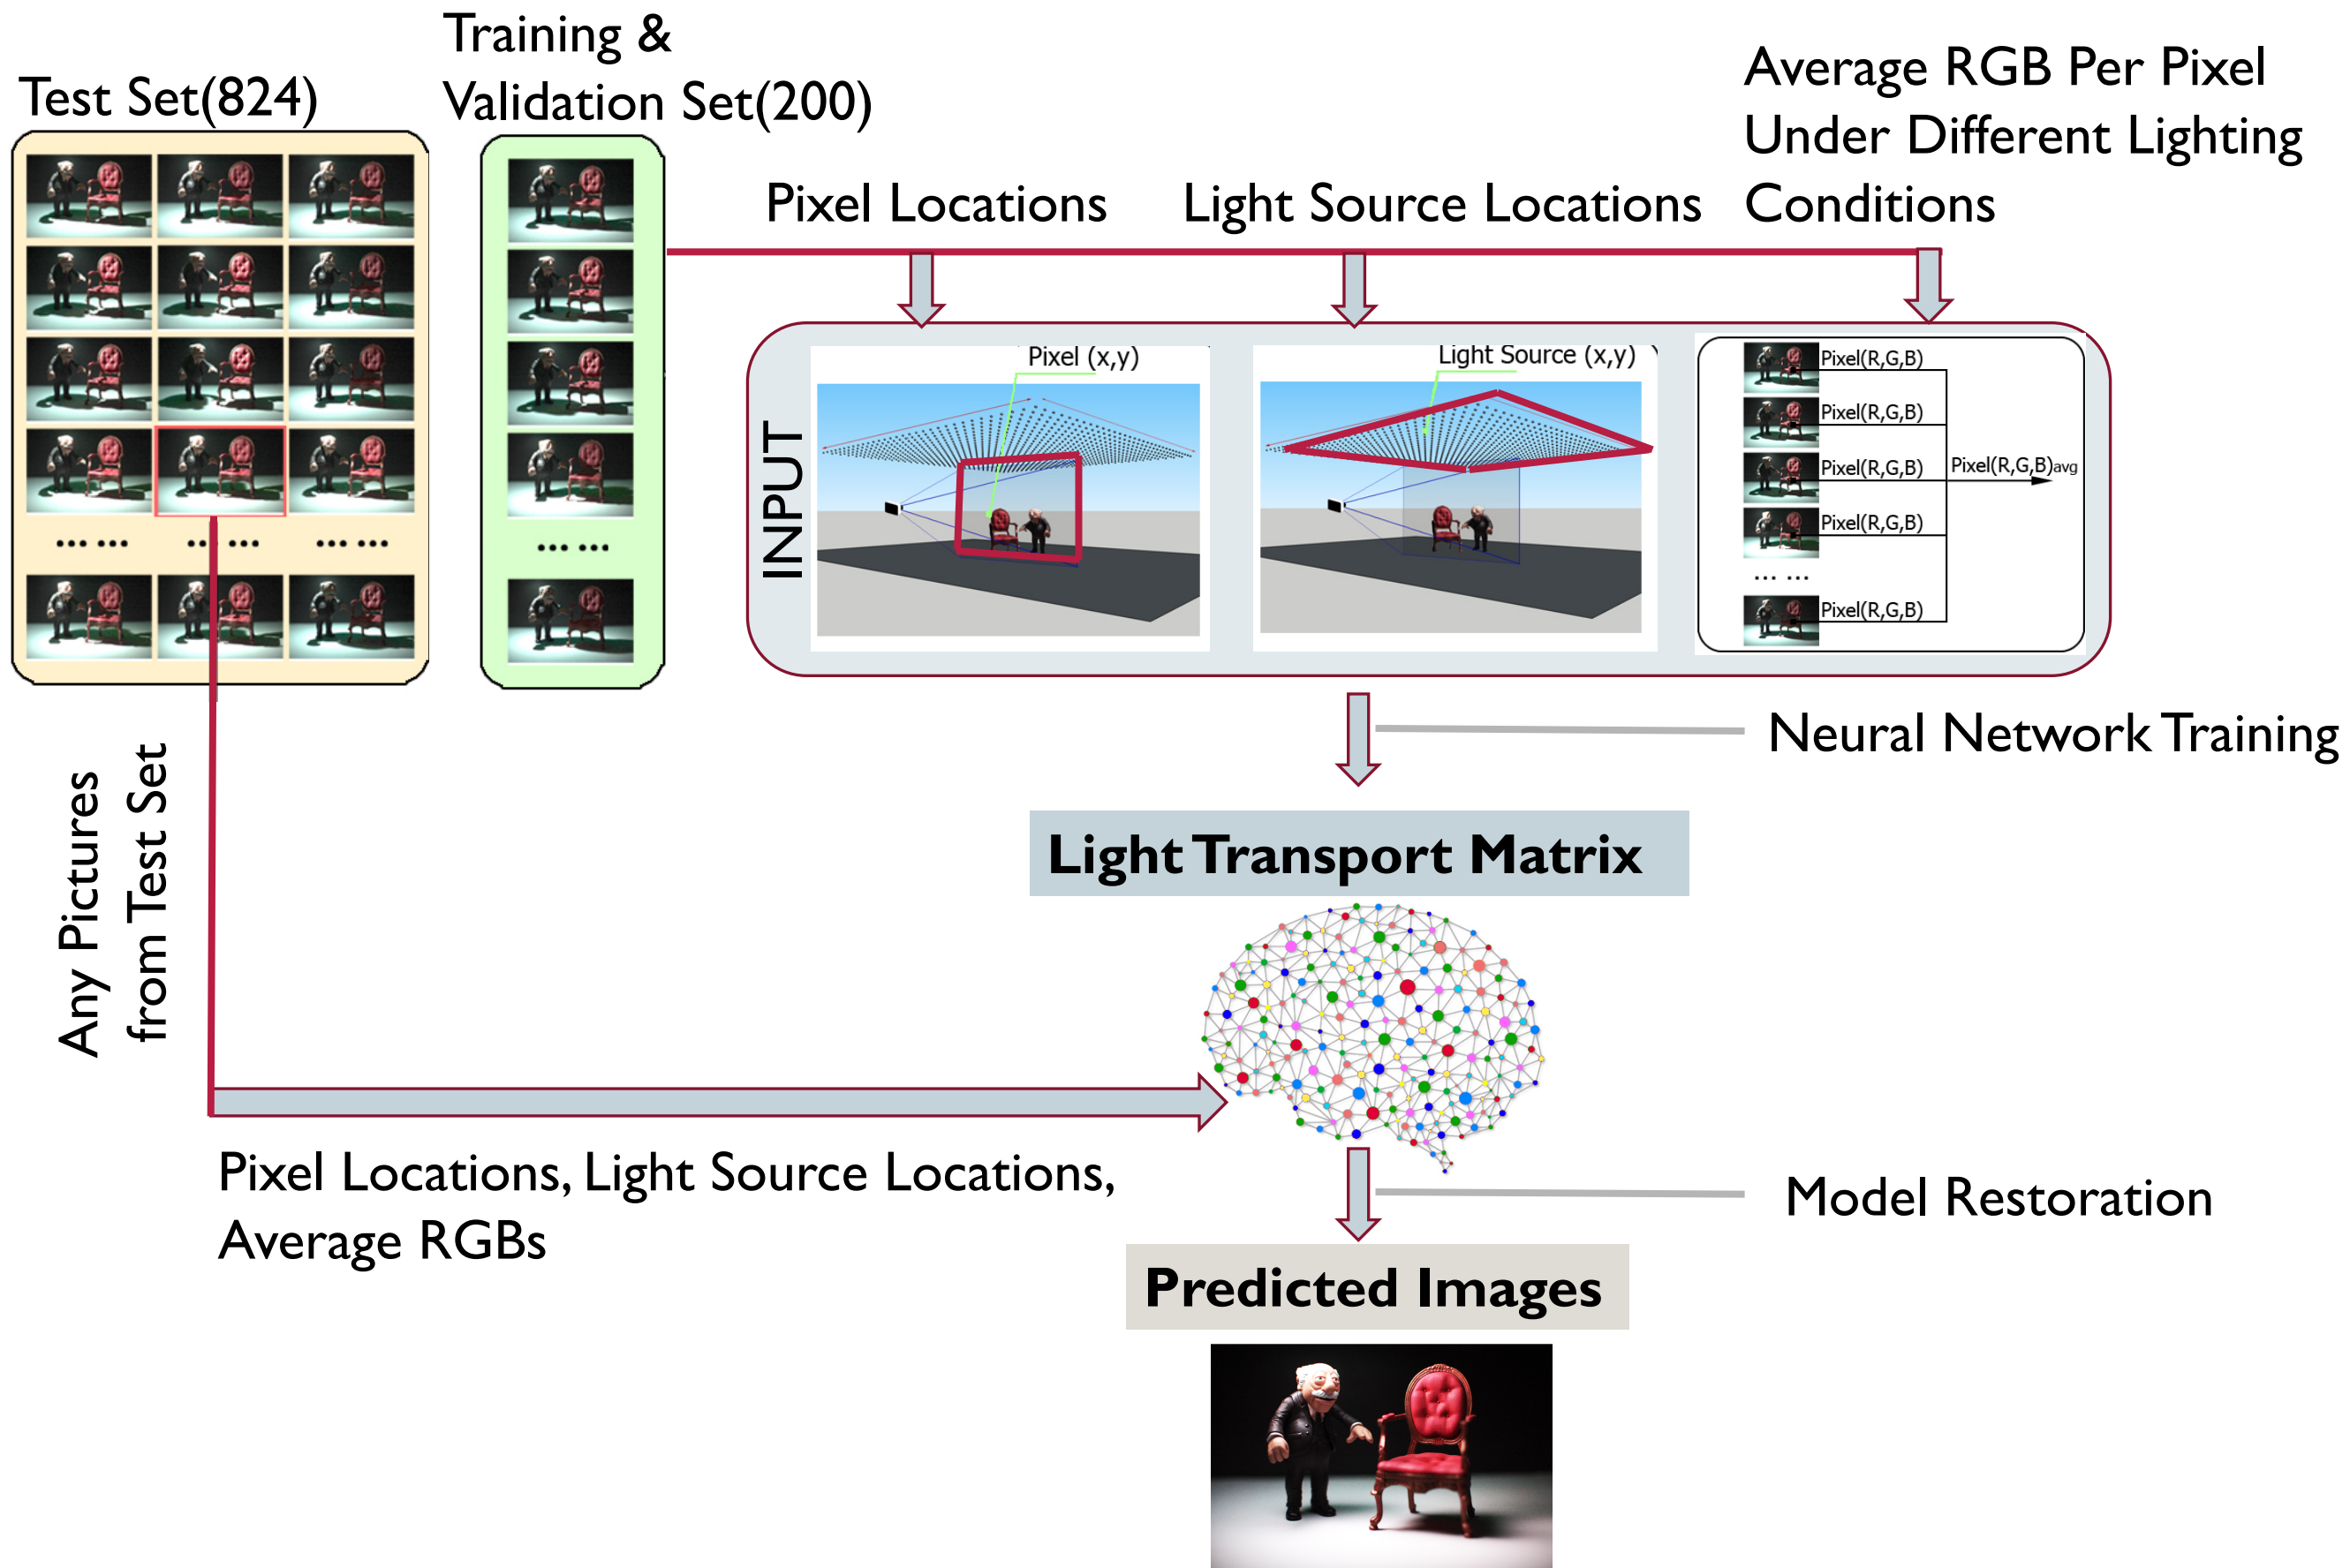 Test Set(824)
Training &
Validation Set(200)
Pixel Locations
Light Source Locations
Average RGB Per Pixel
Under Different Lighting
Conditions
... ...
... ...
... ...
... ...
INPUT
Pixel (x,y)
Light Source (x,y)
Pixel(R,G,B)
Pixel(R,G,B)
Pixel(R,G,B)
Pixel(R,G,B)avg
Pixel(R,G,B)
... ...
Pixel(R,G,B)
Neural Network Training
Light Transport Matrix
Any Pictures
from Test Set
Pixel Locations, Light Source Locations,
Average RGBs
Model Restoration
Predicted Images